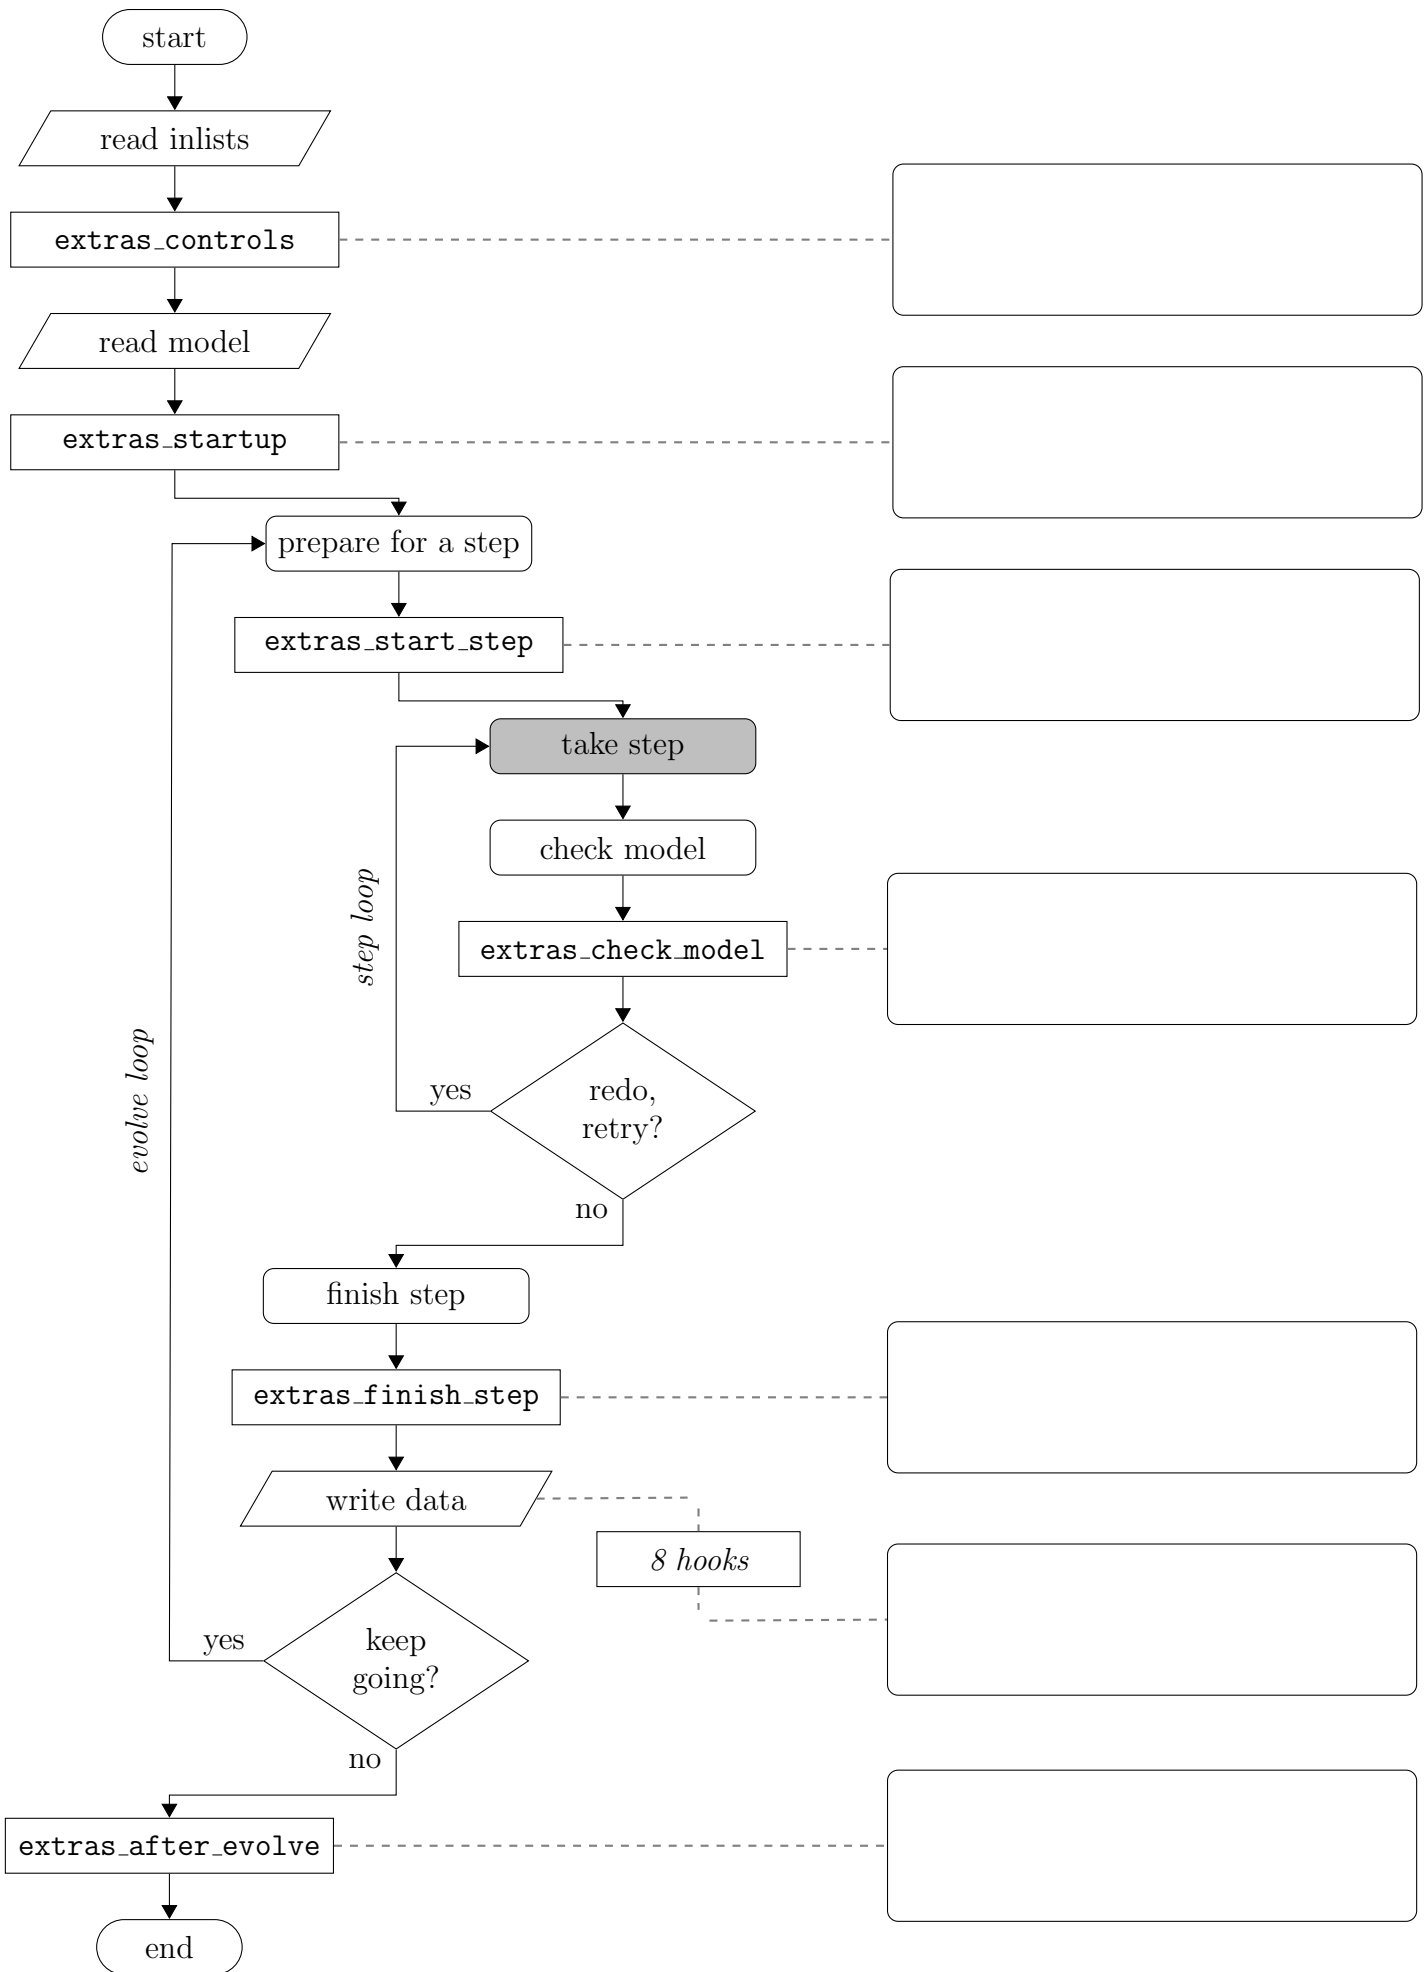 start
read inlists
extras_controls
read model
extras_startup
prepare for a step
extras_start_step
take step
check model
step loop
extras_check_model
evolve loop
yes
redo,
retry?
no
finish step
extras_finish_step
write data
8 hooks
yes
keep
going?
no
extras_after_evolve
end